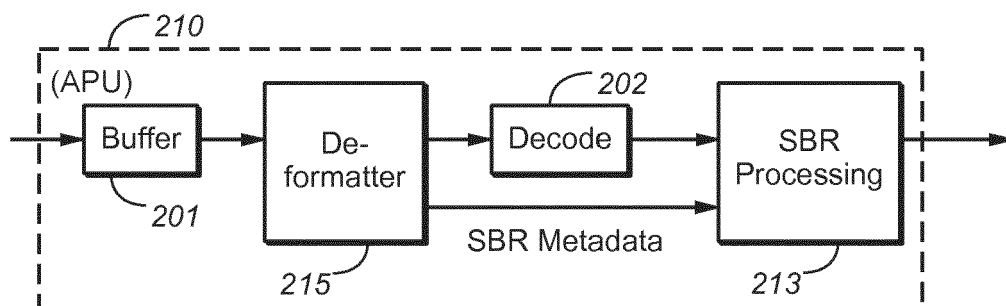 210
(APU)
Buffer
201
De-
formatter
215
202
Decode
SBR Metadata
SBR
Processing
213